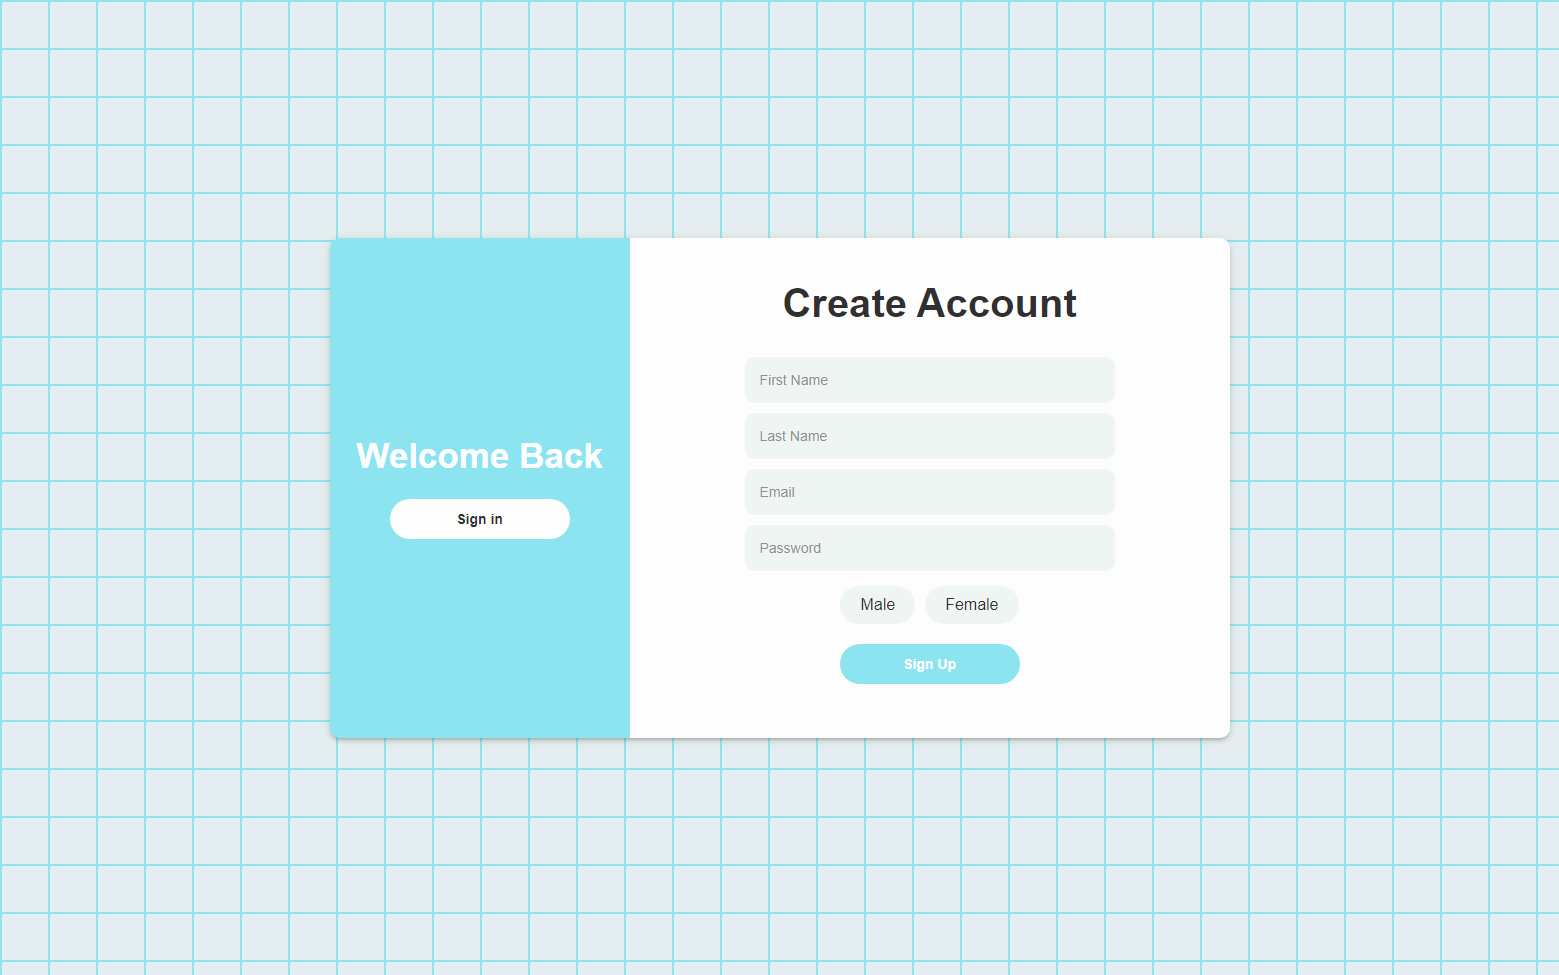 Welcome Back
Sign in
Create Account
First Name
Last Name
Email
Password
Male Female
Sign Up